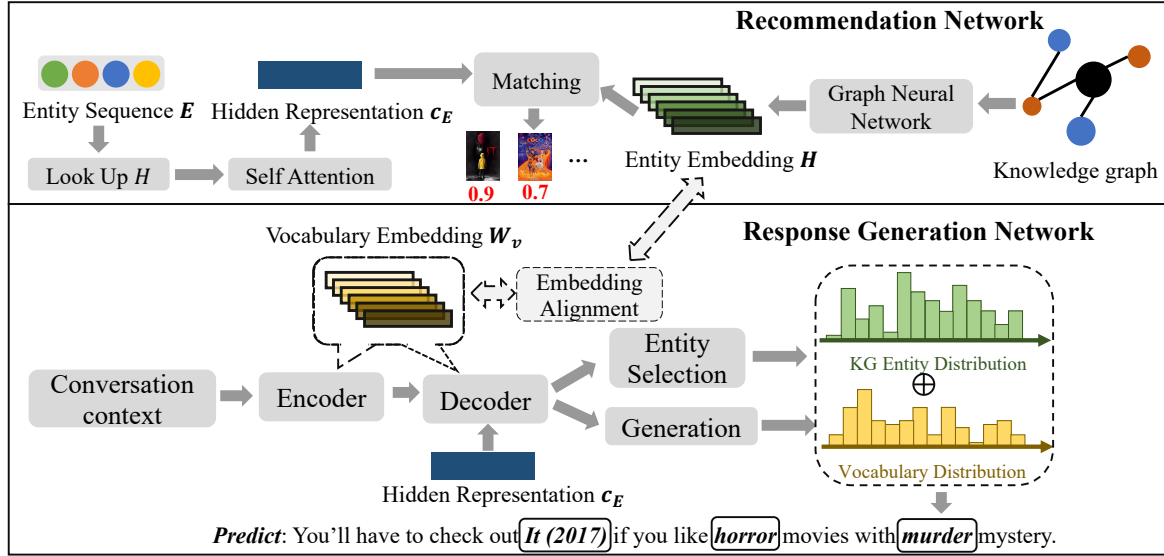 Recommendation Network
Entity Sequence E
Hidden Representation c_E
Matching
Graph Neural
Network
Look Up H
Self Attention
0.9
0.7
...
Entity Embedding H
Knowledge graph
Response Generation Network
Vocabulary Embedding W_v
Embedding
Alignment
Conversation
context
Encoder
Decoder
Entity
Selection
Generation
KG Entity Distribution
⊕
Vocabulary Distribution
Hidden Representation c_E
Predict: You'll have to check out It (2017) if you like horror movies with murder mystery.